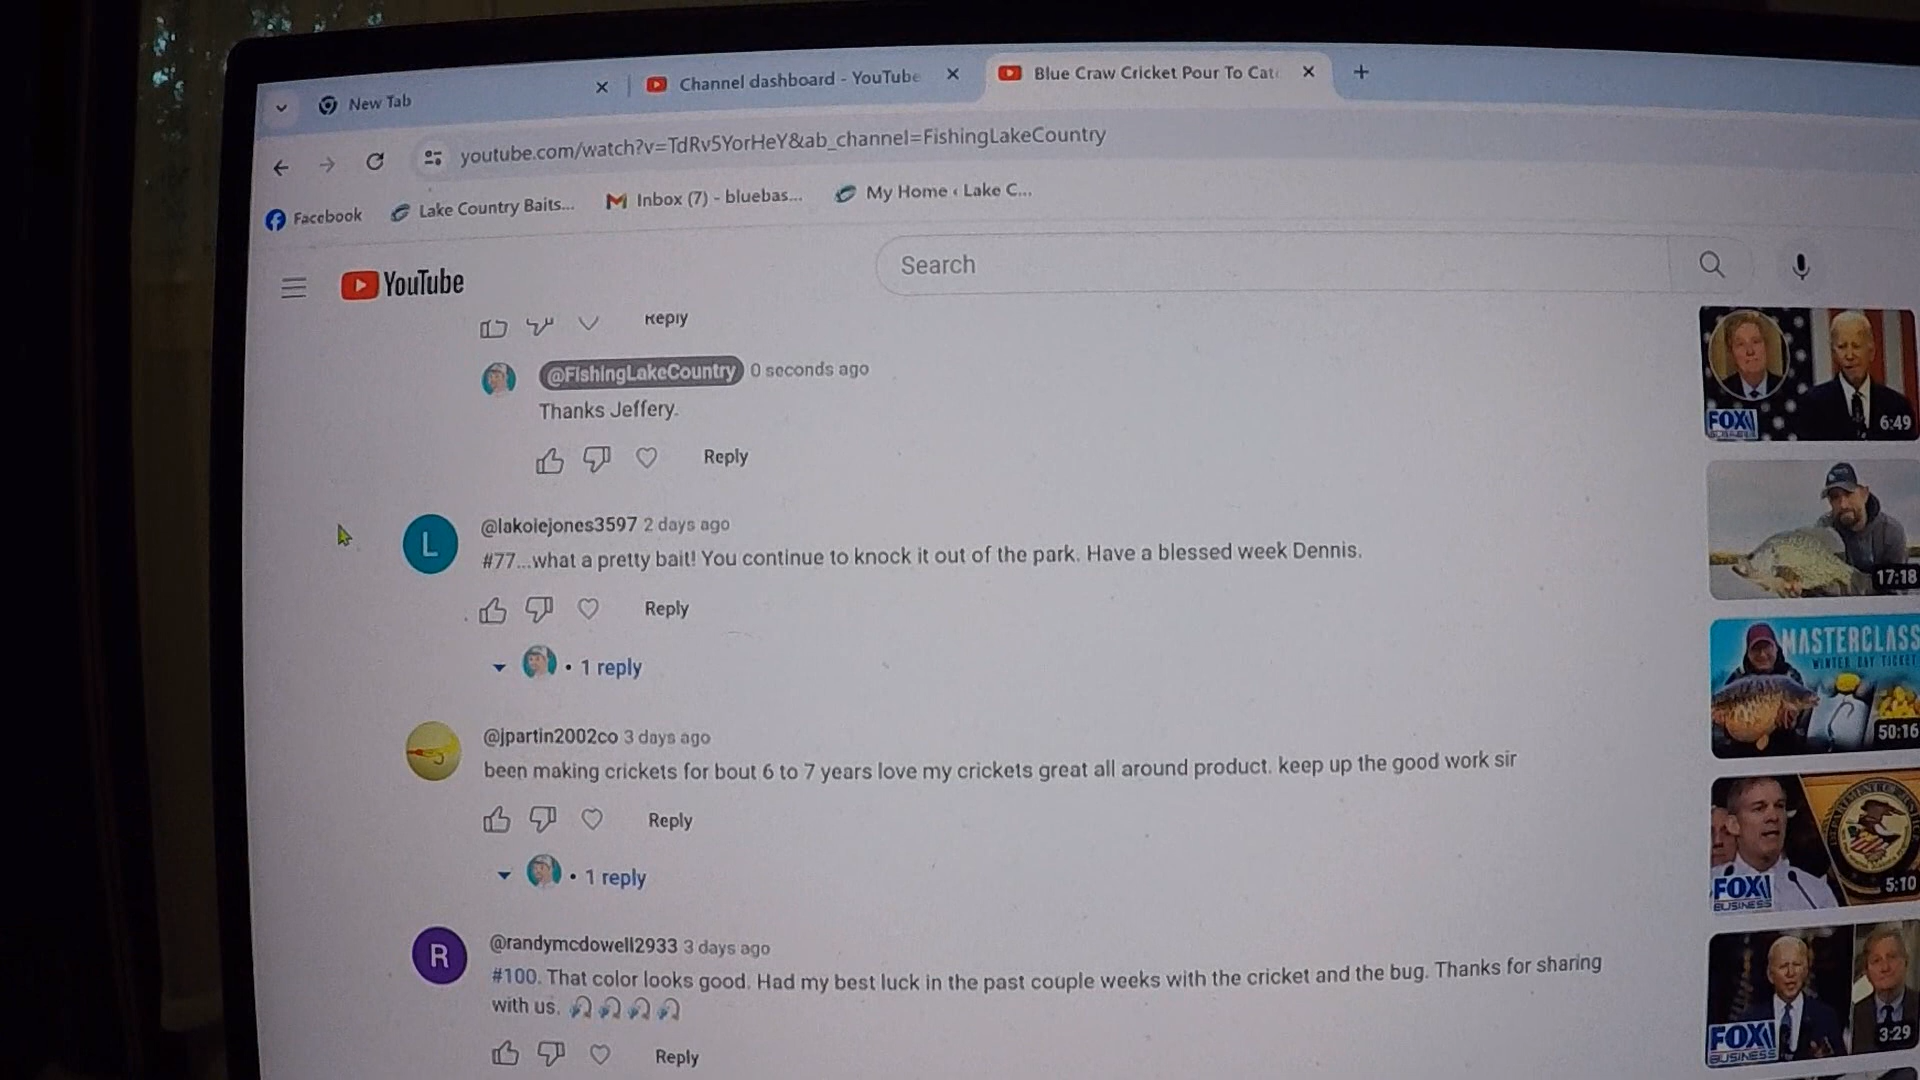 New Tab
Channel dashboard - YouTube
Blue Craw Cricket Pour To Cat
youtube.com/watch?v=TdRv5YorHeY&ab_channel=FishingLakeCountry
Facebook
Lake Country Baits...
Inbox (7) - bluebas...
My Home ‹ Lake C...
YouTube
Search
Reply
@FishingLakeCountry 0 seconds ago
Thanks Jeffery.
Reply
@lakoiejones3597 2 days ago
#77...what a pretty bait! You continue to knock it out of the park. Have a blessed week Dennis.
Reply
• 1 reply
@jpartin2002co 3 days ago
been making crickets for bout 6 to 7 years love my crickets great all around product. keep up the good work sir
Reply
• 1 reply
R
@randymcdowell2933 3 days ago
#100. That color looks good. Had my best luck in the past couple weeks with the cricket and the bug. Thanks for sharing
with us.
Reply
L
FOX
BUSINESS
6:49
17:18
MASTERCLASS
WINTER DAY TICKET
50:16
FOX
BUSINESS
5:10
FOX
BUSINESS
3:29